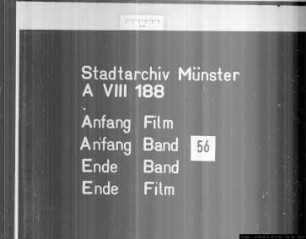 Stadtarchiv Münster
A VIII 188
Anfang Film
Anfang Band 56
Ende Band
Ende Film